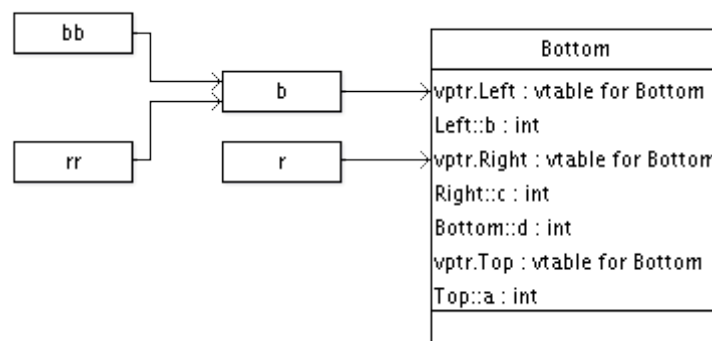 bb
b
rr
r
Bottom
vptr.Left : vtable for Bottom
Left::b : int
vptr.Right : vtable for Bottom
Right::c : int
Bottom::d : int
vptr.Top : vtable for Bottom
Top::a : int